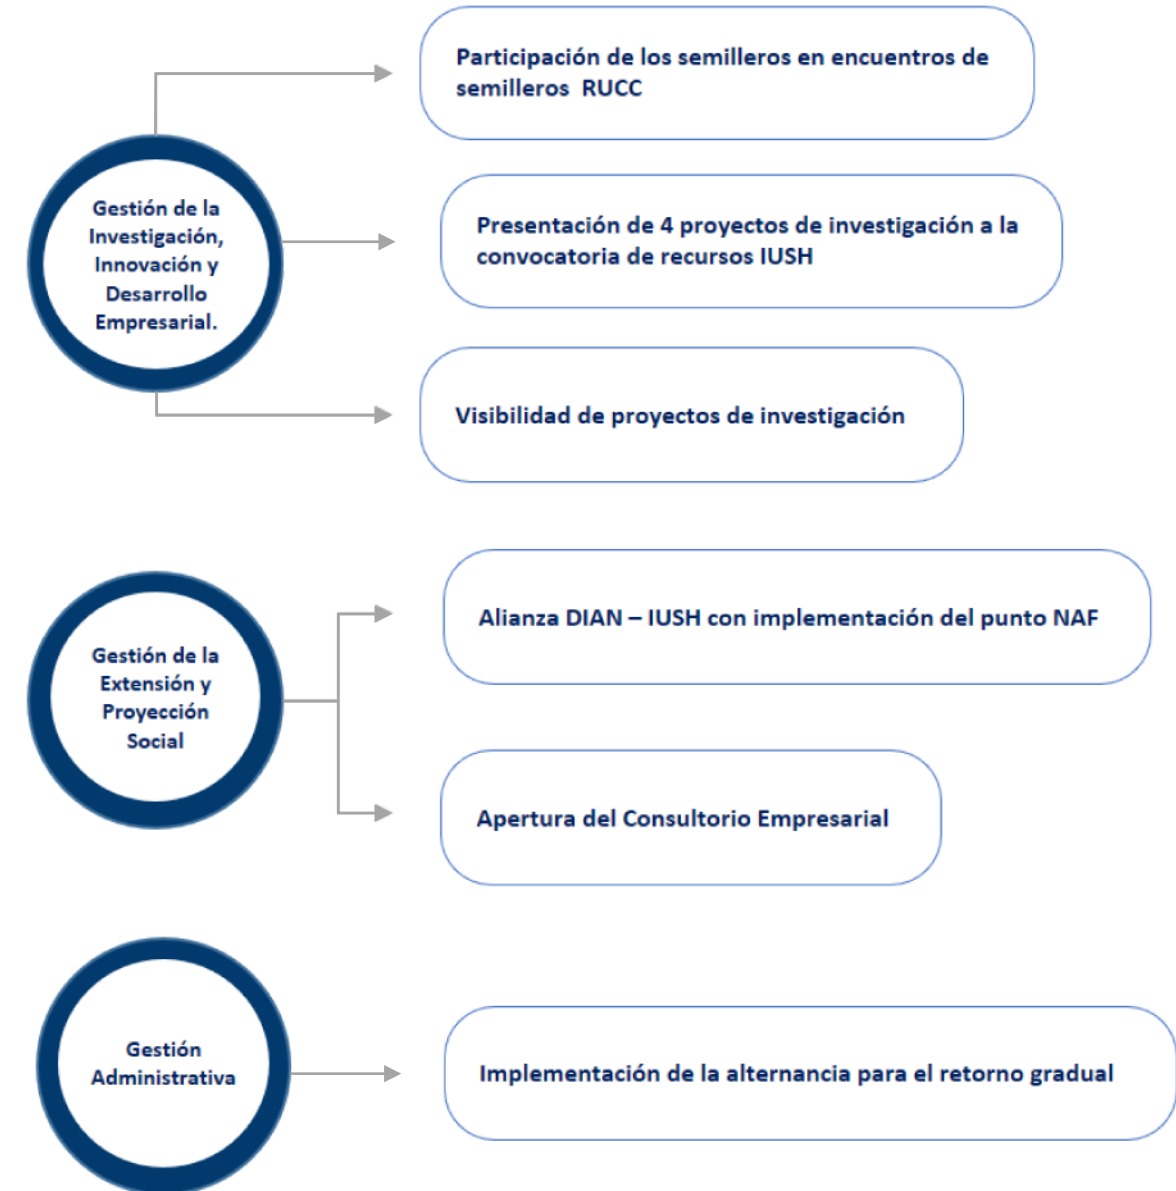 Participación de los semilleros en encuentros de
semilleros RUCC
Gestión de la
Investigación,
Innovación y
Desarrollo
Empresarial.
Presentación de 4 proyectos de investigación a la
convocatoria de recursos IUSH
Visibilidad de proyectos de investigación
Gestión de la
Extensión y
Proyección
Social
Alianza DIAN – IUSH con implementación del punto NAF
Apertura del Consultorio Empresarial
Gestión
Administrativa
Implementación de la alternancia para el retorno gradual